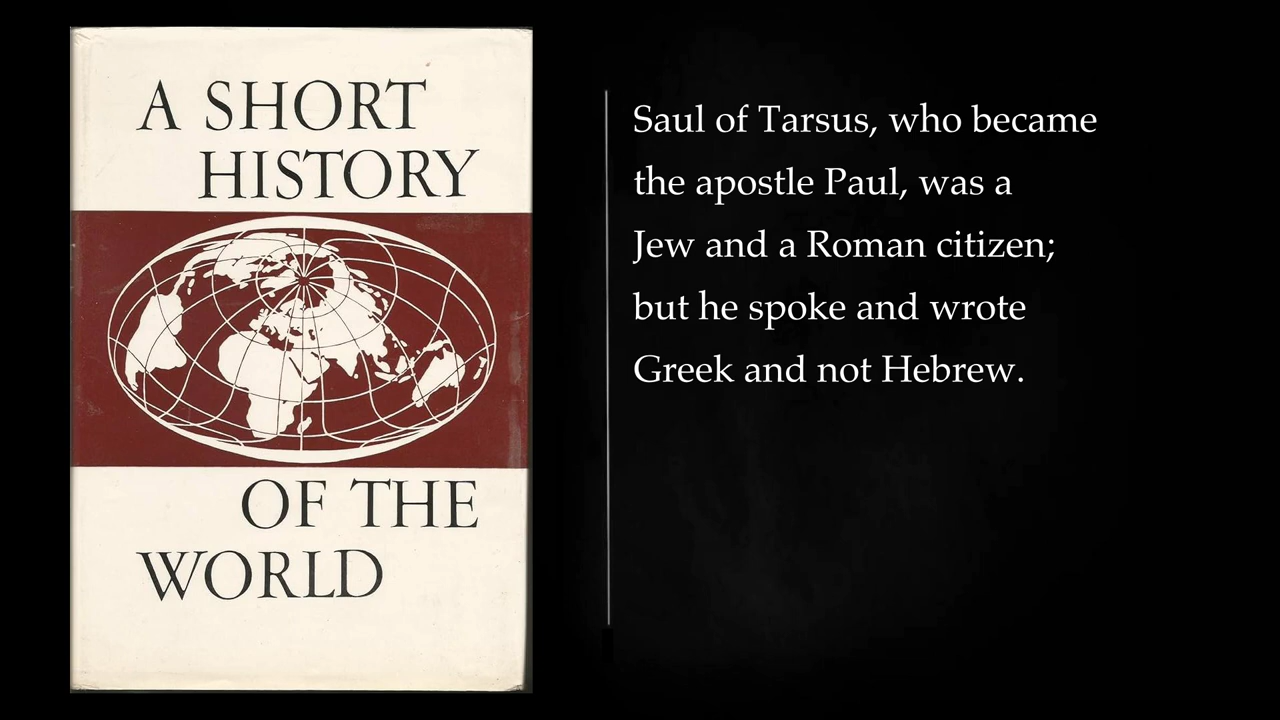 A SHORT
HISTORY
OF THE
WORLD
Saul of Tarsus, who became
the apostle Paul, was a
Jew and a Roman citizen;
but he spoke and wrote
Greek and not Hebrew.